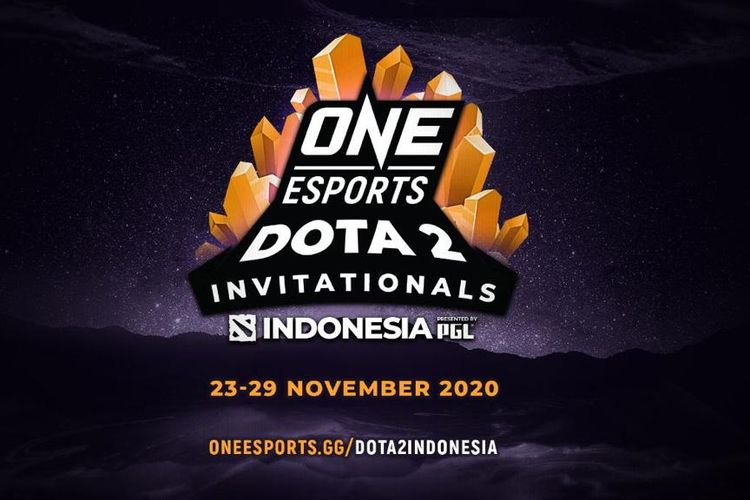 ONE
ESPORTS
DOTA 2
INVITATIONALS
INDONESIA PRESENTED BY PGL
23-29 NOVEMBER 2020
ONEESPORTS.GG/DOTA2INDONESIA